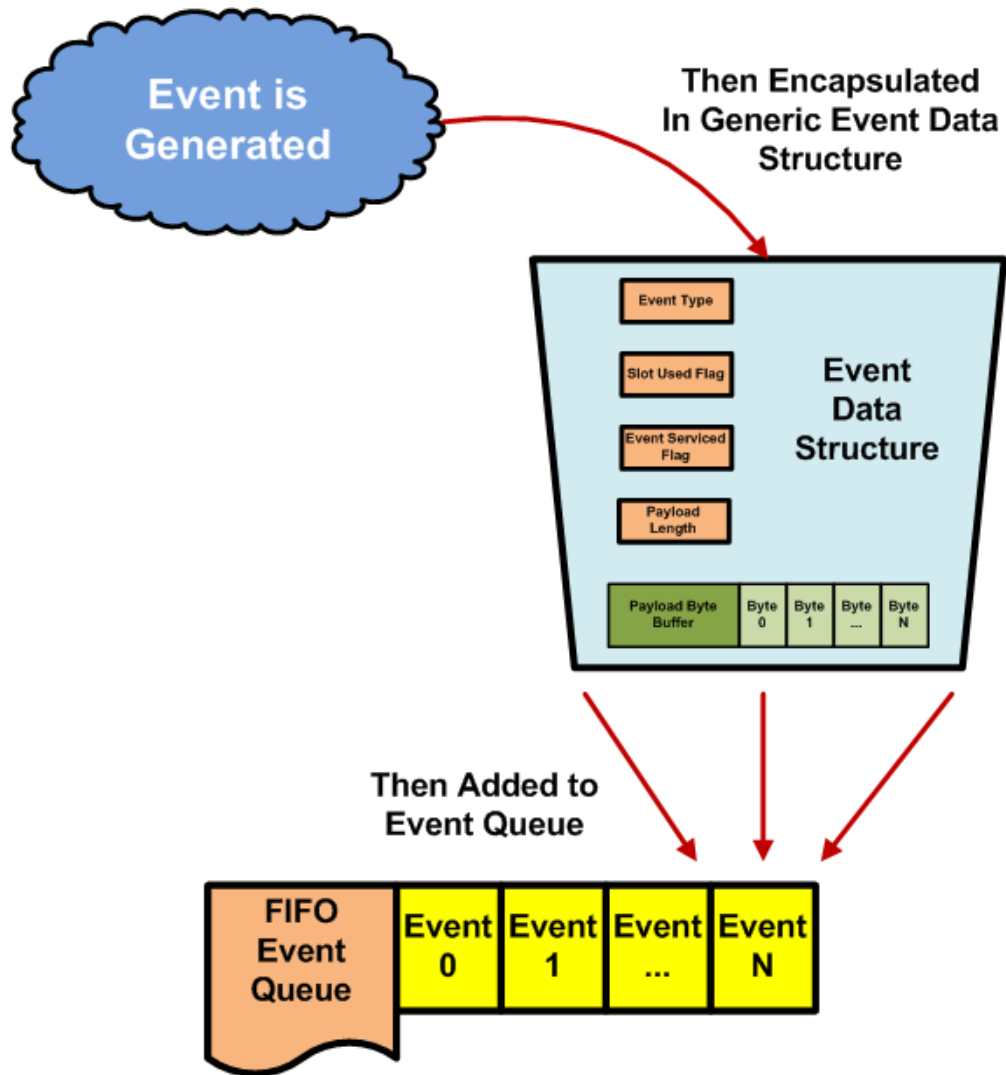 Event is
Generated
Then Encapsulated
In Generic Event Data
Structure
Event Type
Slot Used Flag
Event Serviced
Flag
Payload
Length
Event
Data
Structure
Payload Byte
Buffer
Byte
0
Byte
1
Byte
...
Byte
N
Then Added to
Event Queue
FIFO
Event
Queue
Event
0
Event
1
Event
...
Event
N